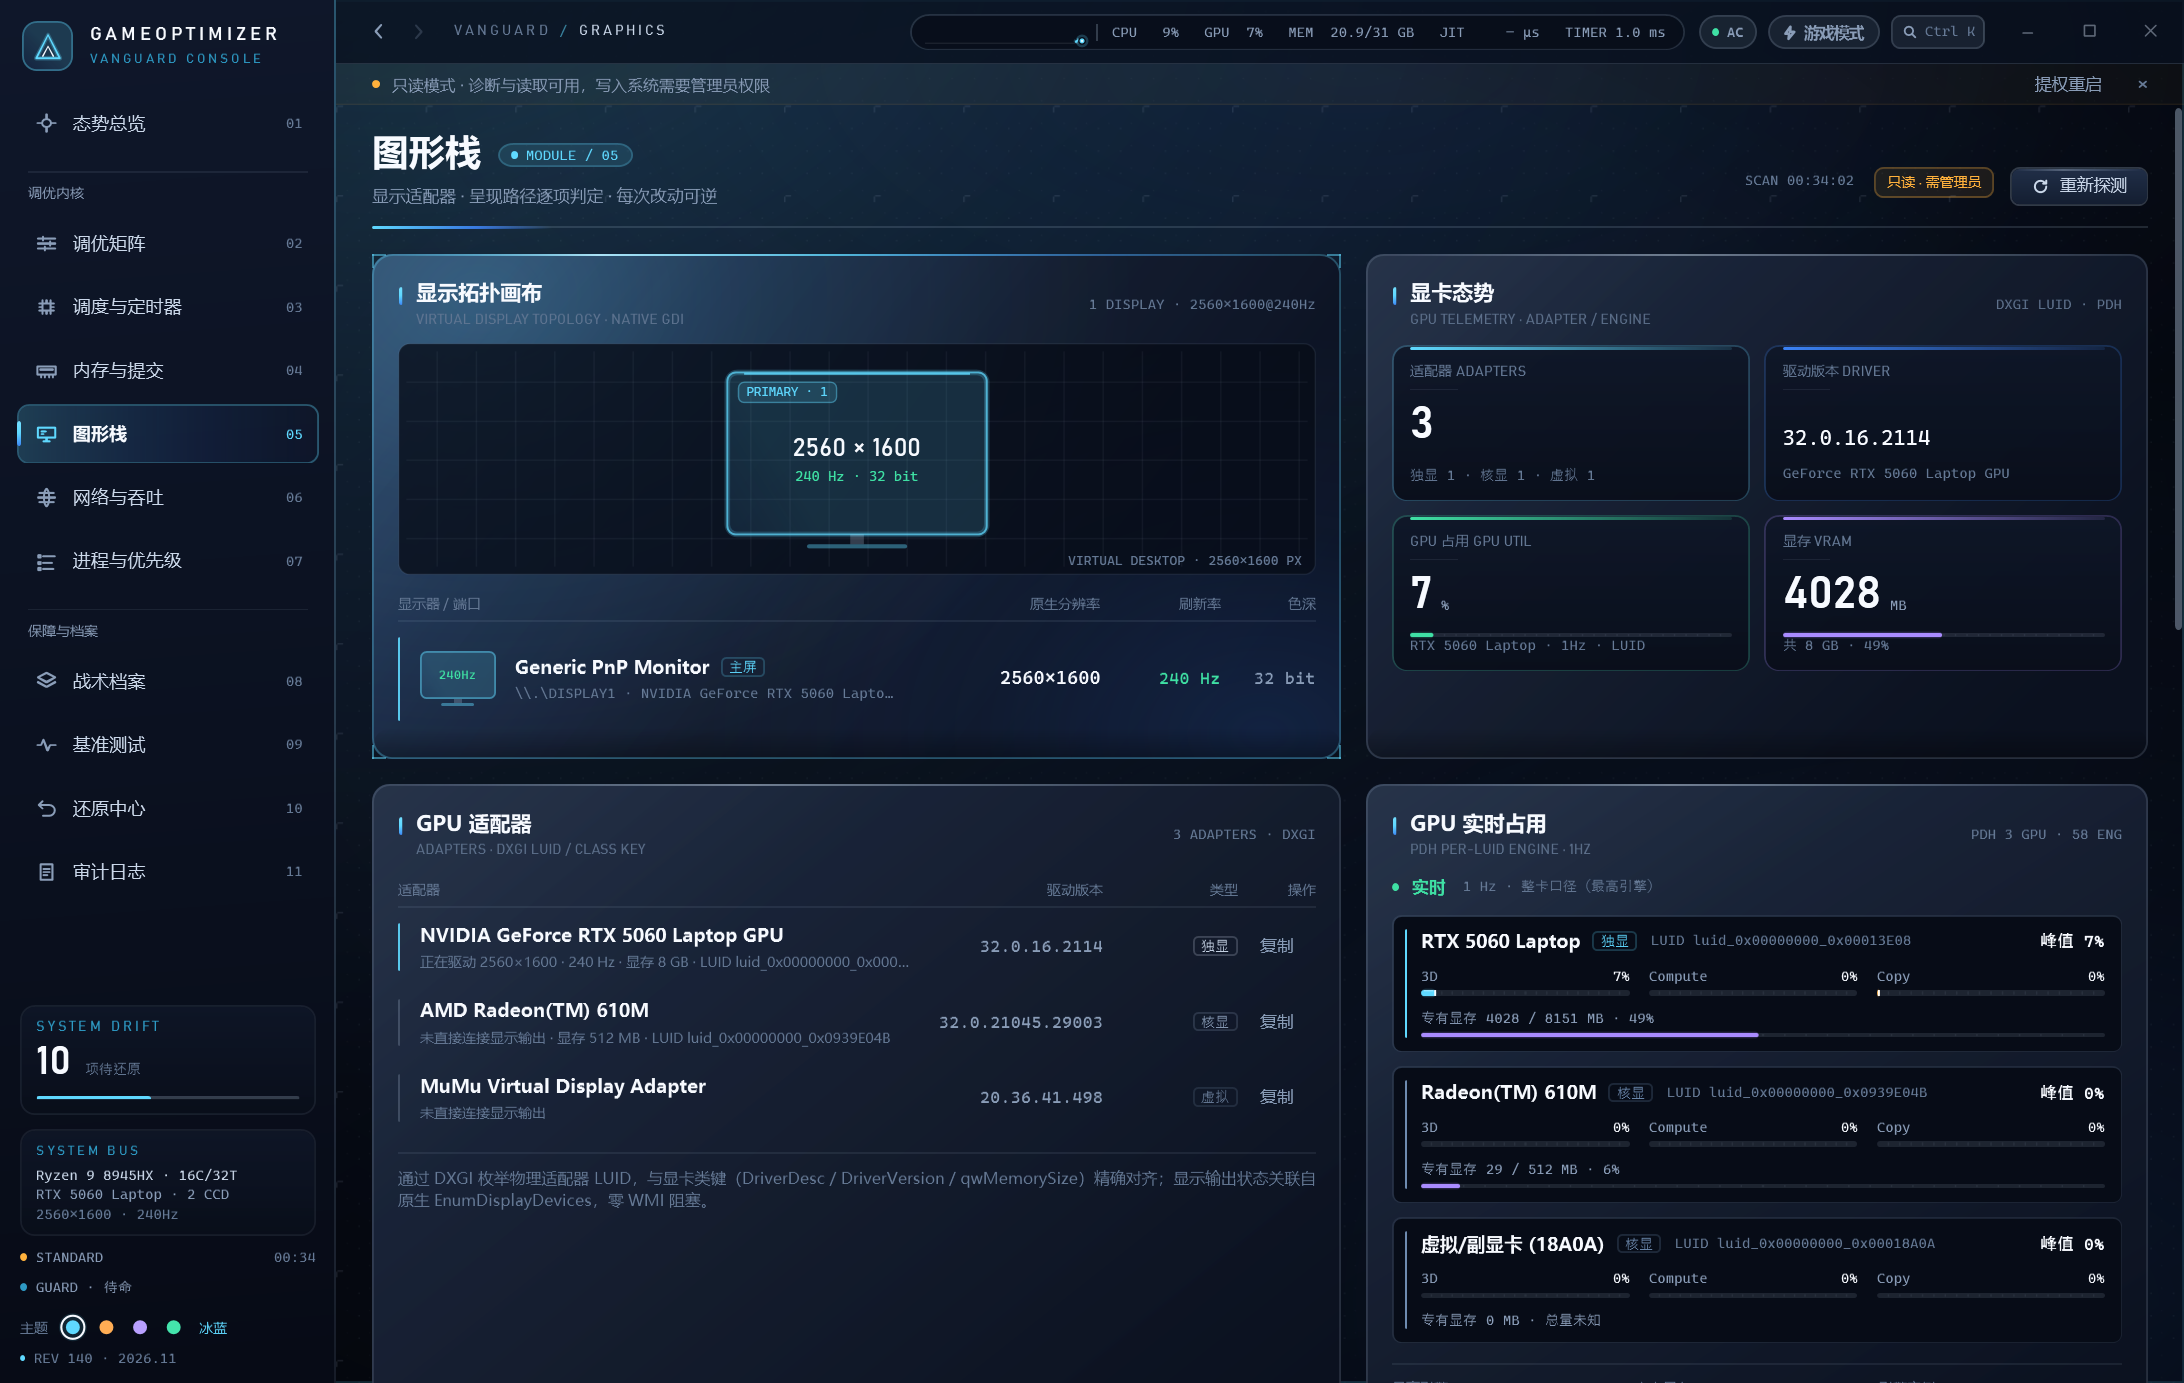 GAMEOPTIMIZER
VANGUARD CONSOLE
态势总览 01
调优内核
调优矩阵 02
调度与定时器 03
内存与提交 04
图形栈 05
网络与吞吐 06
进程与优先级 07
保障与档案
战术档案 08
基准测试 09
还原中心 10
审计日志 11
SYSTEM DRIFT
10 项待还原
SYSTEM BUS
Ryzen 9 8945HX · 16C/32T
RTX 5060 Laptop · 2 CCD
2560×1600 · 240Hz
STANDARD 00:34
GUARD · 待命
主题 冰蓝
REV 140 · 2026.11
VANGUARD / GRAPHICS
CPU 9% GPU 7% MEM 20.9/31 GB JIT — μs TIMER 1.0 ms
AC
游戏模式
Ctrl K
只读模式 · 诊断与读取可用，写入系统需要管理员权限
提权重启 ×
图形栈 MODULE / 05
显示适配器 · 呈现路径逐项判定 · 每次改动可逆
SCAN 00:34:02 只读 · 需管理员 重新探测
显示拓扑画布
VIRTUAL DISPLAY TOPOLOGY · NATIVE GDI
1 DISPLAY · 2560×1600@240Hz
PRIMARY · 1
2560 × 1600
240 Hz · 32 bit
VIRTUAL DESKTOP · 2560×1600 PX
显示器 / 端口 原生分辨率 刷新率 色深
240Hz
Generic PnP Monitor 主屏
\\.\DISPLAY1 · NVIDIA GeForce RTX 5060 Lapto…
2560×1600 240 Hz 32 bit
显卡态势
GPU TELEMETRY · ADAPTER / ENGINE
DXGI LUID · PDH
适配器 ADAPTERS
3
独显 1 · 核显 1 · 虚拟 1
驱动版本 DRIVER
32.0.16.2114
GeForce RTX 5060 Laptop GPU
GPU 占用 GPU UTIL
7 %
RTX 5060 Laptop · 1Hz · LUID
显存 VRAM
4028 MB
共 8 GB · 49%
GPU 适配器
ADAPTERS · DXGI LUID / CLASS KEY
3 ADAPTERS · DXGI
适配器 驱动版本 类型 操作
NVIDIA GeForce RTX 5060 Laptop GPU
正在驱动 2560×1600 · 240 Hz · 显存 8 GB · LUID luid_0x00000000_0x000...
32.0.16.2114 独显 复制
AMD Radeon(TM) 610M
未直接连接显示输出 · 显存 512 MB · LUID luid_0x00000000_0x0939E04B
32.0.21045.29003 核显 复制
MuMu Virtual Display Adapter
未直接连接显示输出
20.36.41.498 虚拟 复制
通过 DXGI 枚举物理适配器 LUID，与显卡类键（DriverDesc / DriverVersion / qwMemorySize）精确对齐；显示输出状态关联自
原生 EnumDisplayDevices，零 WMI 阻塞。
GPU 实时占用
PDH PER-LUID ENGINE · 1HZ
PDH 3 GPU · 58 ENG
实时 1 Hz · 整卡口径（最高引擎）
RTX 5060 Laptop 独显 LUID luid_0x00000000_0x00013E08 峰值 7%
3D 7% Compute 0% Copy 0%
专有显存 4028 / 8151 MB · 49%
Radeon(TM) 610M 核显 LUID luid_0x00000000_0x0939E04B 峰值 0%
3D 0% Compute 0% Copy 0%
专有显存 29 / 512 MB · 6%
虚拟/副显卡 (18A0A) 核显 LUID luid_0x00000000_0x00018A0A 峰值 0%
3D 0% Compute 0% Copy 0%
专有显存 0 MB · 总量未知